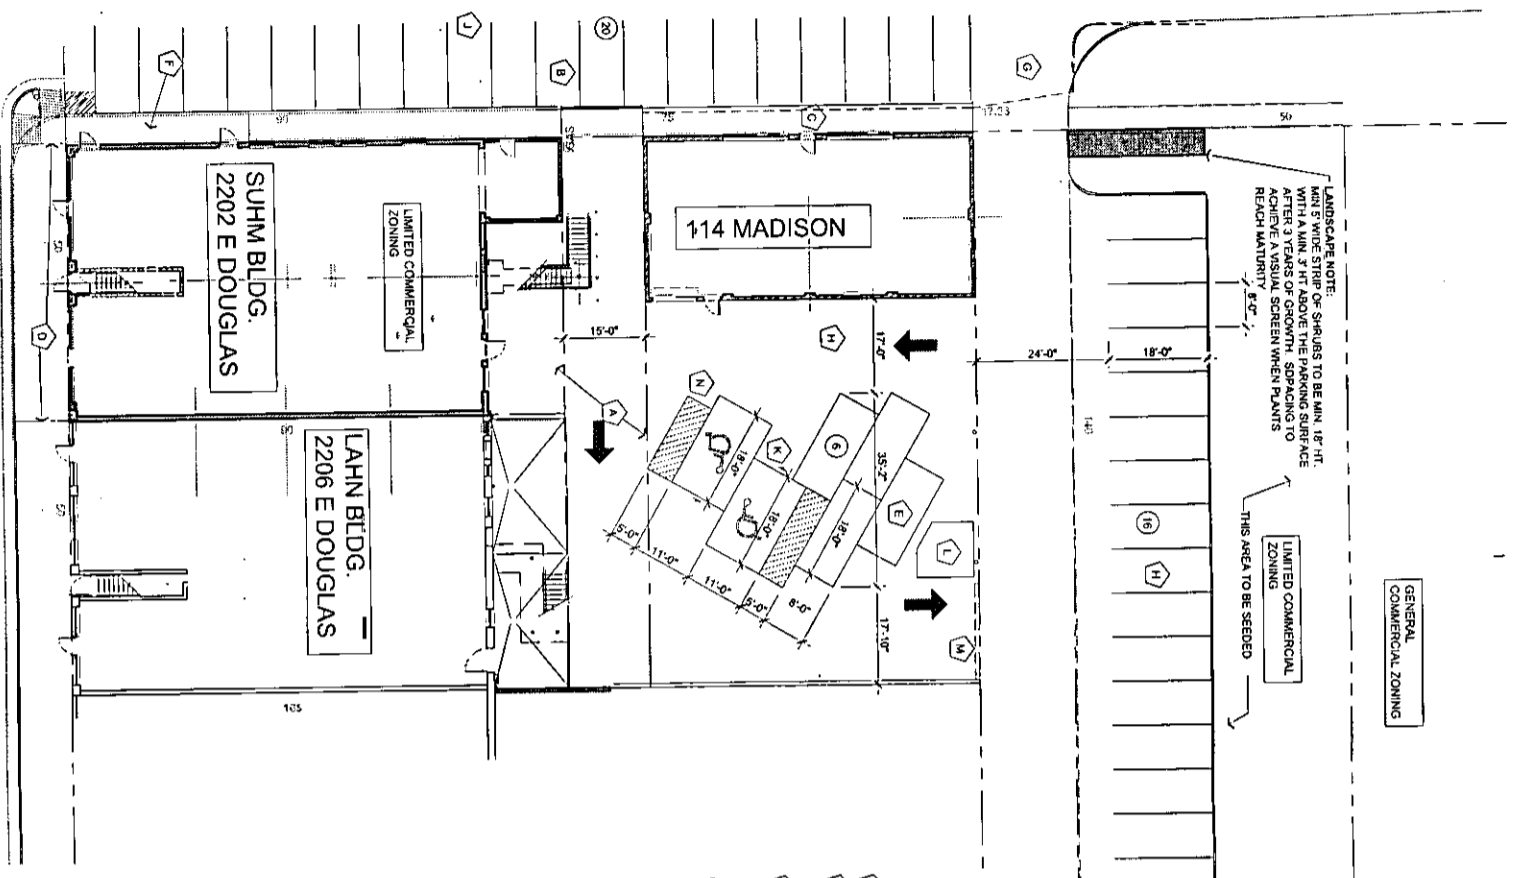 J
20
F
B
G
C
90
75
17.23
50
LANDSCAPE NOTE:
MIN 5' WIDE STRIP OF SHRUBS TO BE MIN. 18" HT.
WITH A MIN. 3' HT ABOVE THE PARKING SURFACE
AFTER 3 YEARS OF GROWTH. SDPACING TO
ACHIEVE A VISUAL SCREEN WHEN PLANTS
REACH MATURITY
SUHM BLDG.
2202 E DOUGLAS
LIMITED COMMERCIAL
ZONING
114 MADISON
50
D
15'-0"
H
17'-0"
24'-0"
18'-0"
8'-0"
A
N
K
6
35'-2"
18'-0"
18'-0"
18'-0"
E
L
M
5'-0"
11'-0"
11'-0"
5'-0"
8'-0"
17'-10"
140
16
H
THIS AREA TO BE SEEDED
LIMITED COMMERCIAL
ZONING
GENERAL
COMMERCIAL ZONING
LAHN BLDG.
2206 E DOUGLAS
90
50
105